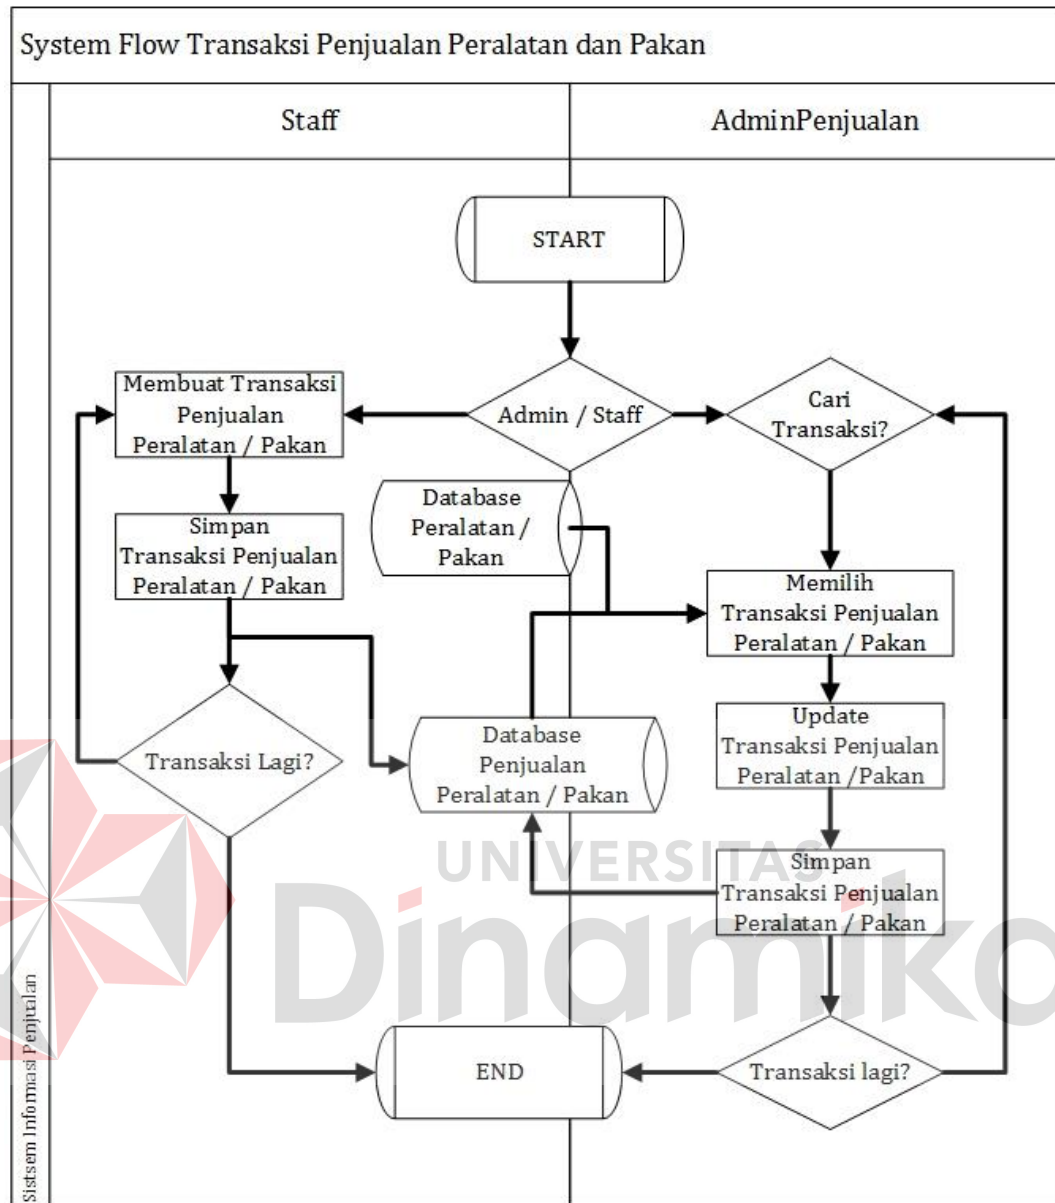 System Flow Transaksi Penjualan Peralatan dan Pakan
Staff
AdminPenjualan
START
Admin / Staff
Membuat Transaksi
Penjualan
Peralatan / Pakan
Cari
Transaksi?
Database
Peralatan /
Pakan
Simpan
Transaksi Penjualan
Peralatan / Pakan
Memilih
Transaksi Penjualan
Peralatan / Pakan
Transaksi Lagi?
Database
Penjualan
Peralatan / Pakan
Update
Transaksi Penjualan
Peralatan /Pakan
Simpan
Transaksi Penjualan
Peralatan / Pakan
END
Transaksi lagi?
Sistsem Informasi Penjualan
UNIVERSITAS
Dinamika